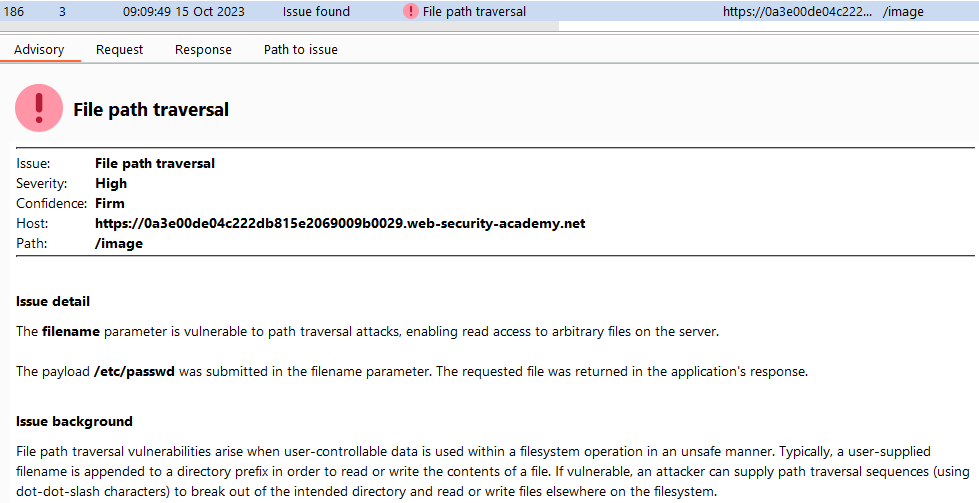 186 3 09:09:49 15 Oct 2023 Issue found File path traversal https://0a3e00de04c222... /image
Advisory Request Response Path to issue
File path traversal
Issue: File path traversal
Severity: High
Confidence: Firm
Host: https://0a3e00de04c222db815e2069009b0029.web-security-academy.net
Path: /image
Issue detail
The filename parameter is vulnerable to path traversal attacks, enabling read access to arbitrary files on the server.
The payload /etc/passwd was submitted in the filename parameter. The requested file was returned in the application's response.
Issue background
File path traversal vulnerabilities arise when user-controllable data is used within a filesystem operation in an unsafe manner. Typically, a user-supplied
filename is appended to a directory prefix in order to read or write the contents of a file. If vulnerable, an attacker can supply path traversal sequences (using
dot-dot-slash characters) to break out of the intended directory and read or write files elsewhere on the filesystem.